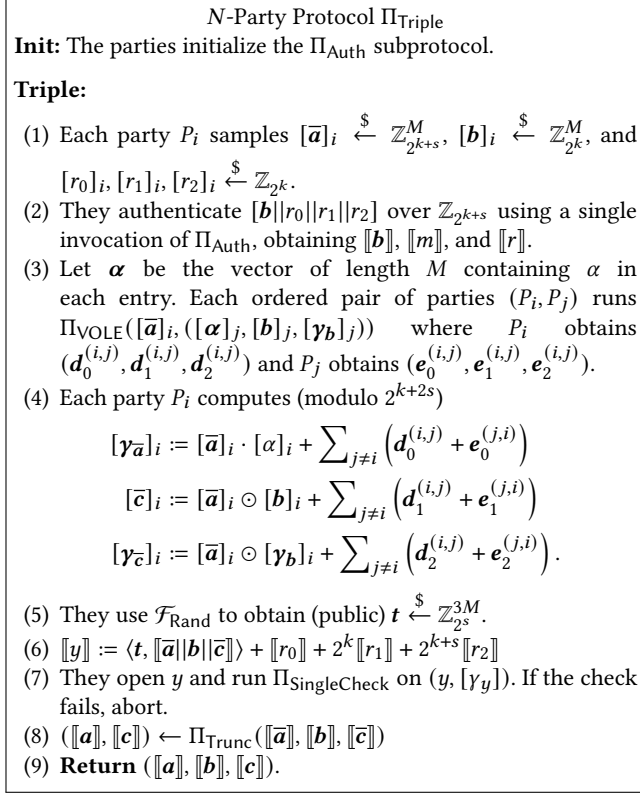 N-Party Protocol Π_Triple
Init: The parties initialize the Π_Auth subprotocol.
Triple:
(1) Each party P_i samples [a̅]_i ←$ ℤ^M_{2^{k+s}}, [b]_i ←$ ℤ^M_{2^k}, and
[r_0]_i, [r_1]_i, [r_2]_i ←$ ℤ_{2^k}.
(2) They authenticate [b||r_0||r_1||r_2] over ℤ_{2^{k+s}} using a single
invocation of Π_Auth, obtaining ⟦b⟧, ⟦m⟧, and ⟦r⟧.
(3) Let α be the vector of length M containing α in
each entry. Each ordered pair of parties (P_i, P_j) runs
Π_VOLE([a̅]_i, ([α]_j, [b]_j, [γ_b]_j)) where P_i obtains
(d_0^{(i,j)}, d_1^{(i,j)}, d_2^{(i,j)}) and P_j obtains (e_0^{(i,j)}, e_1^{(i,j)}, e_2^{(i,j)}).
(4) Each party P_i computes (modulo 2^{k+2s})
[γ_a̅]_i := [a̅]_i · [α]_i + ∑_{j≠i} (d_0^{(i,j)} + e_0^{(j,i)})
[c̅]_i := [a̅]_i ⊙ [b]_i + ∑_{j≠i} (d_1^{(i,j)} + e_1^{(j,i)})
[γ_c̅]_i := [a̅]_i ⊙ [γ_b]_i + ∑_{j≠i} (d_2^{(i,j)} + e_2^{(j,i)}).
(5) They use ℱ_Rand to obtain (public) t ←$ ℤ^{3M}_{2^s}.
(6) ⟦y⟧ := ⟨t, ⟦a̅||b||c̅⟧⟩ + ⟦r_0⟧ + 2^k⟦r_1⟧ + 2^{k+s}⟦r_2⟧
(7) They open y and run Π_SingleCheck on (y, [γ_y]). If the check
fails, abort.
(8) (⟦a⟧, ⟦c⟧) ← Π_Trunc(⟦a̅⟧, ⟦b⟧, ⟦c̅⟧)
(9) Return (⟦a⟧, ⟦b⟧, ⟦c⟧).